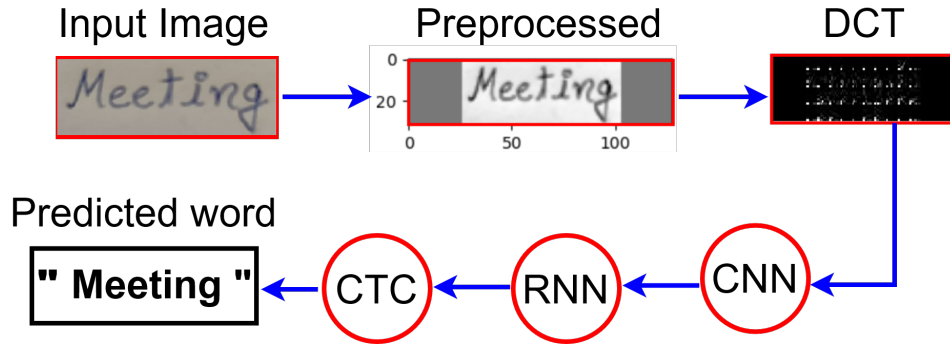 Input Image
Preprocessed
DCT
Meeting
0
20
Meeting
0
50
100
Predicted word
" Meeting "
CTC
RNN
CNN